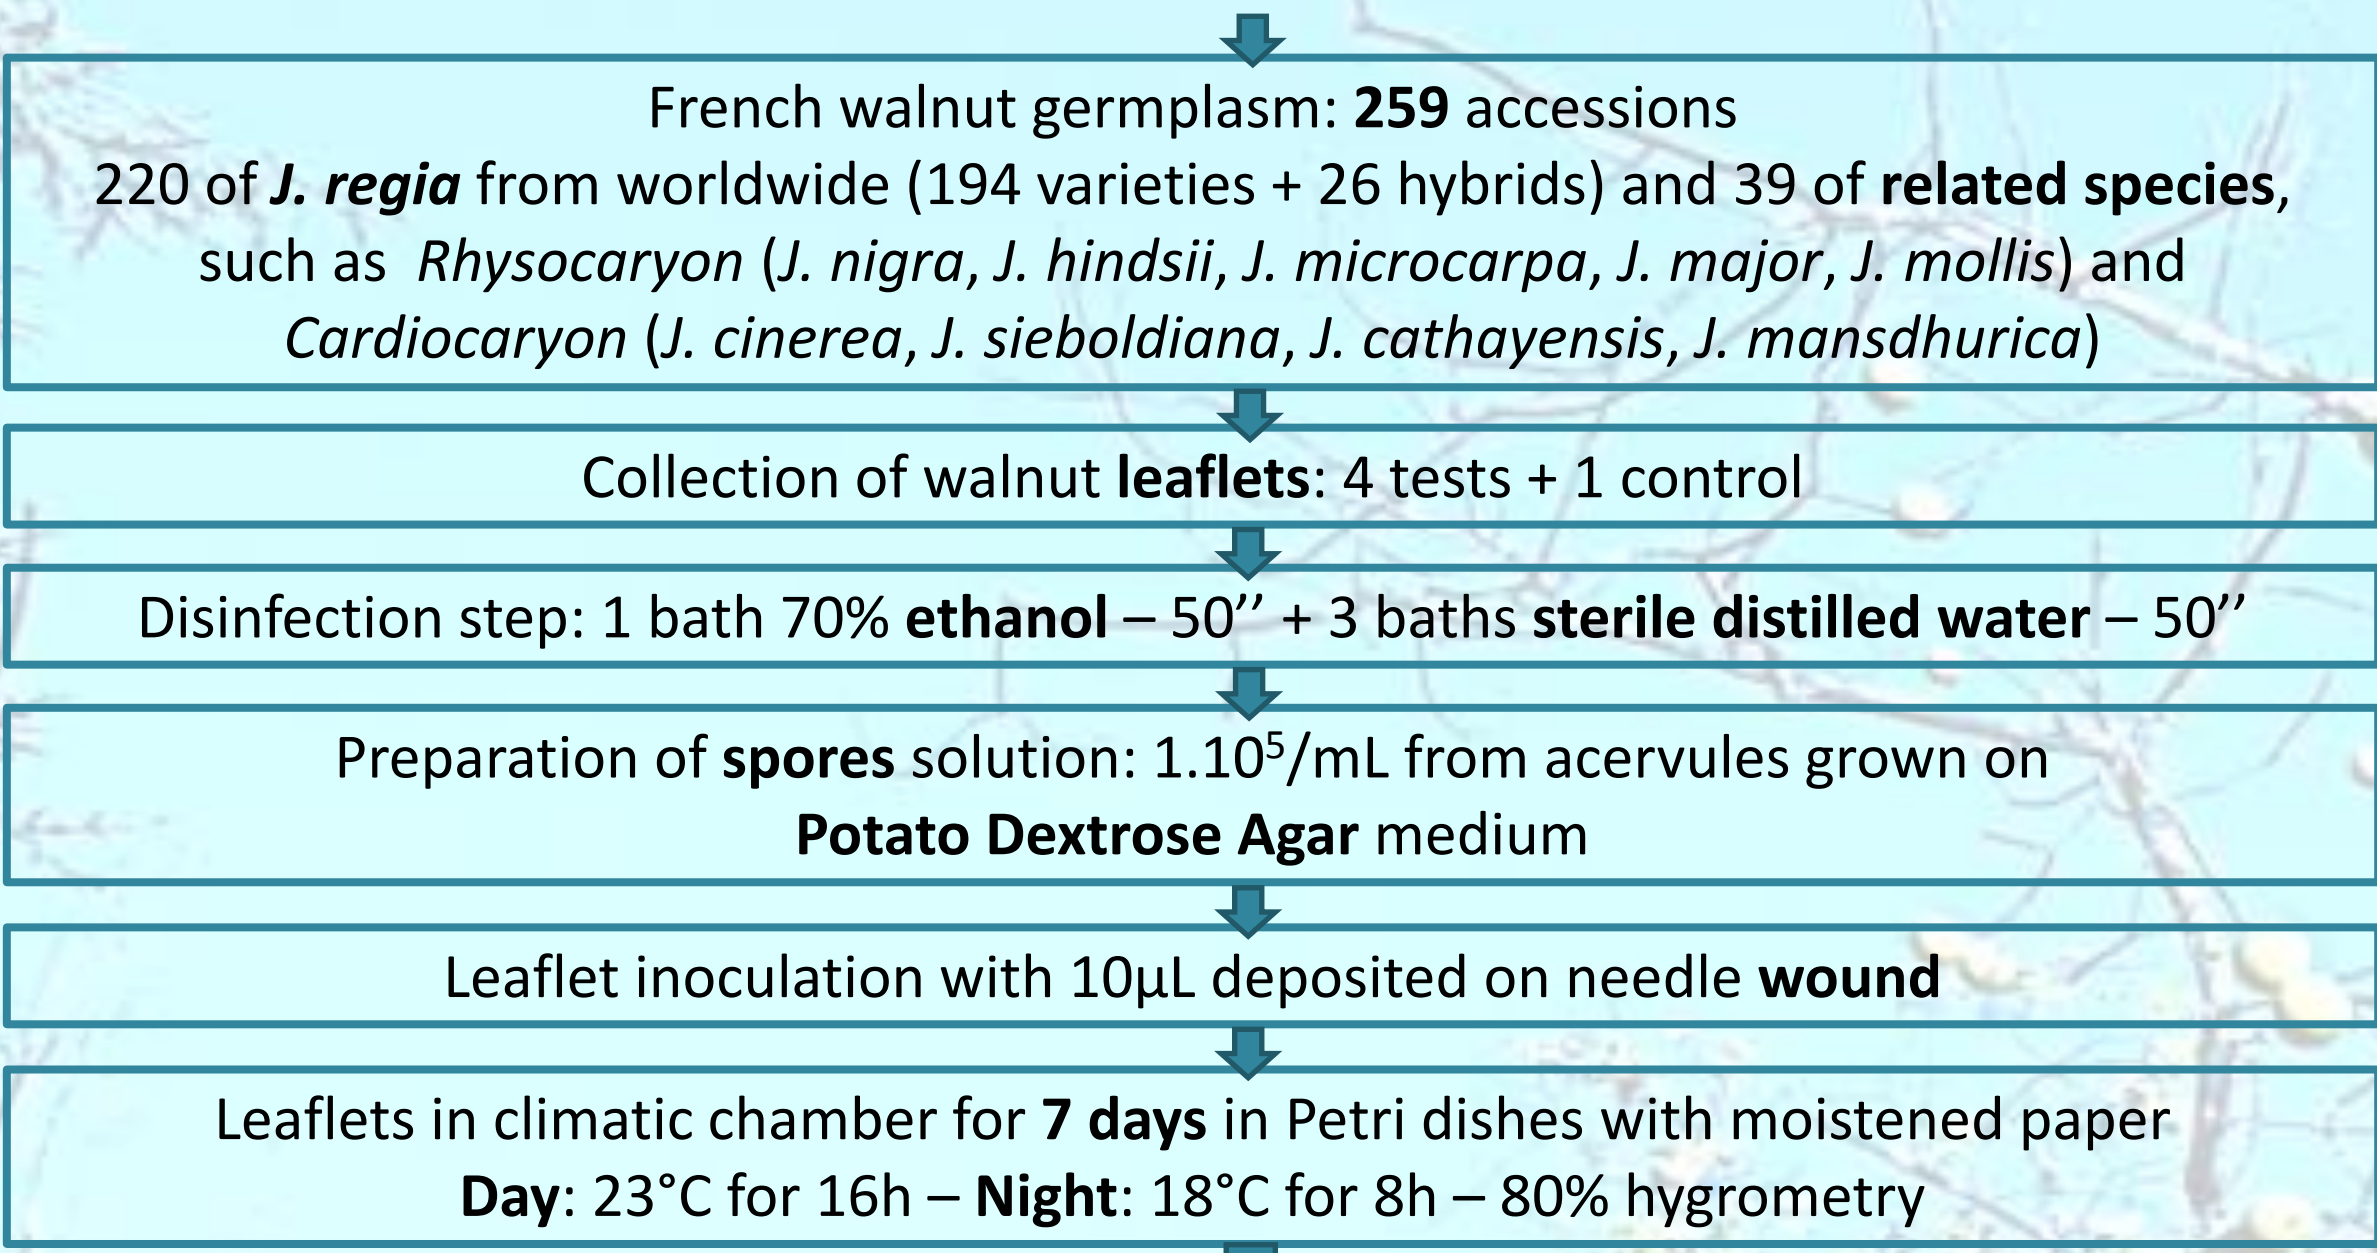 French walnut germplasm: 259 accessions
220 of J. regia from worldwide (194 varieties + 26 hybrids) and 39 of related species,
such as Rhysocaryon (J. nigra, J. hindsii, J. microcarpa, J. major, J. mollis) and
Cardiocaryon (J. cinerea, J. sieboldiana, J. cathayensis, J. mansdhurica)
Collection of walnut leaflets: 4 tests + 1 control
Disinfection step: 1 bath 70% ethanol – 50’’ + 3 baths sterile distilled water – 50’’
Preparation of spores solution: 1.10⁵/mL from acervules grown on
Potato Dextrose Agar medium
Leaflet inoculation with 10µL deposited on needle wound
Leaflets in climatic chamber for 7 days in Petri dishes with moistened paper
Day: 23°C for 16h – Night: 18°C for 8h – 80% hygrometry